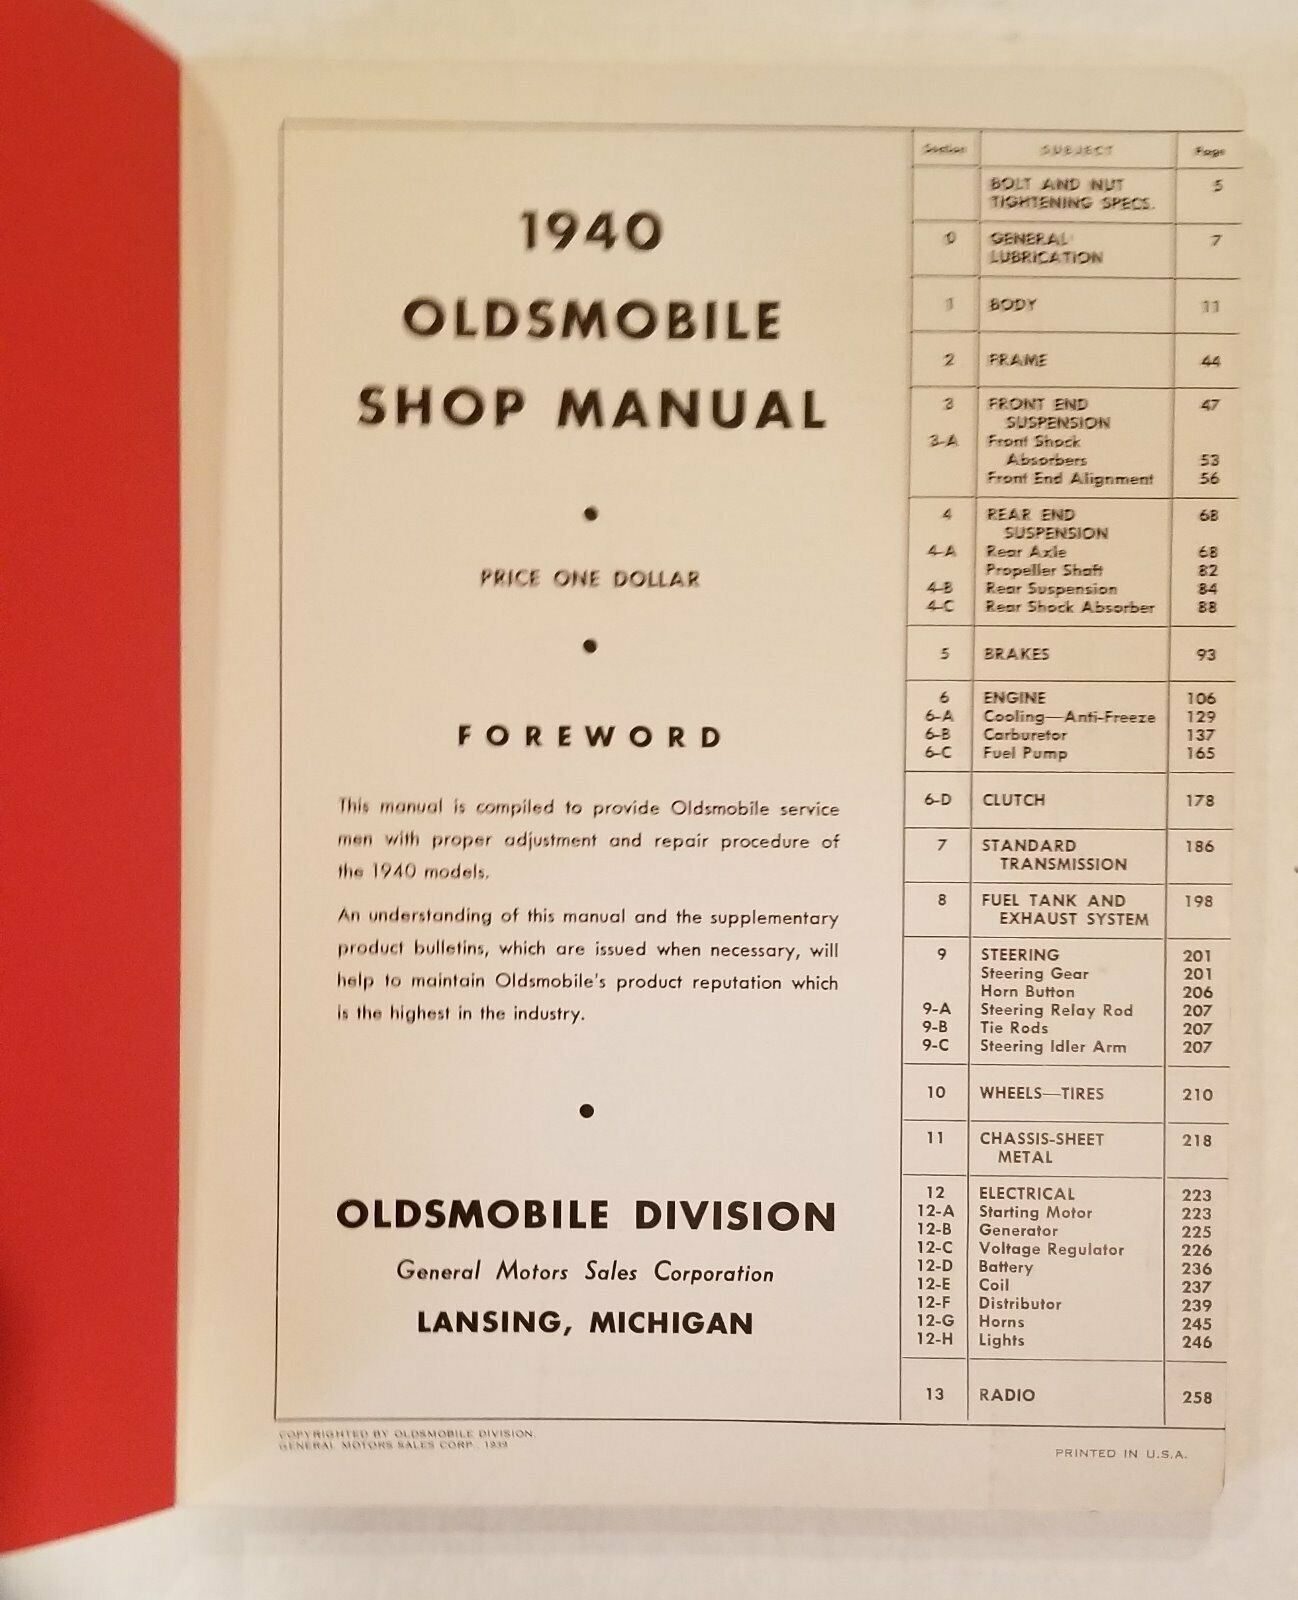 1940
OLDSMOBILE
SHOP MANUAL
PRICE ONE DOLLAR
FOREWORD
This manual is compiled to provide Oldsmobile service
men with proper adjustment and repair procedure of
the 1940 models.
An understanding of this manual and the supplementary
product bulletins, which are issued when necessary, will
help to maintain Oldsmobile's product reputation which
is the highest in the industry.
OLDSMOBILE DIVISION
General Motors Sales Corporation
LANSING, MICHIGAN
COPYRIGHTED BY OLDSMOBILE DIVISION
GENERAL MOTORS SALES CORP., 1939
Section SUBJECT Page
BOLT AND NUT 5
TIGHTENING SPECS.
0 GENERAL 7
LUBRICATION
1 BODY 11
2 FRAME 44
3 FRONT END 47
SUSPENSION
3-A Front Shock
Absorbers 53
Front End Alignment 56
4 REAR END 68
SUSPENSION
4-A Rear Axle 68
Propeller Shaft 82
4-B Rear Suspension 84
4-C Rear Shock Absorber 88
5 BRAKES 93
6 ENGINE 106
6-A Cooling—Anti-Freeze 129
6-B Carburetor 137
6-C Fuel Pump 165
6-D CLUTCH 178
7 STANDARD 186
TRANSMISSION
8 FUEL TANK AND 198
EXHAUST SYSTEM
9 STEERING 201
Steering Gear 201
Horn Button 206
9-A Steering Relay Rod 207
9-B Tie Rods 207
9-C Steering Idler Arm 207
10 WHEELS—TIRES 210
11 CHASSIS-SHEET 218
METAL
12 ELECTRICAL 223
12-A Starting Motor 223
12-B Generator 225
12-C Voltage Regulator 226
12-D Battery 236
12-E Coil 237
12-F Distributor 239
12-G Horns 245
12-H Lights 246
13 RADIO 258
PRINTED IN U.S.A.